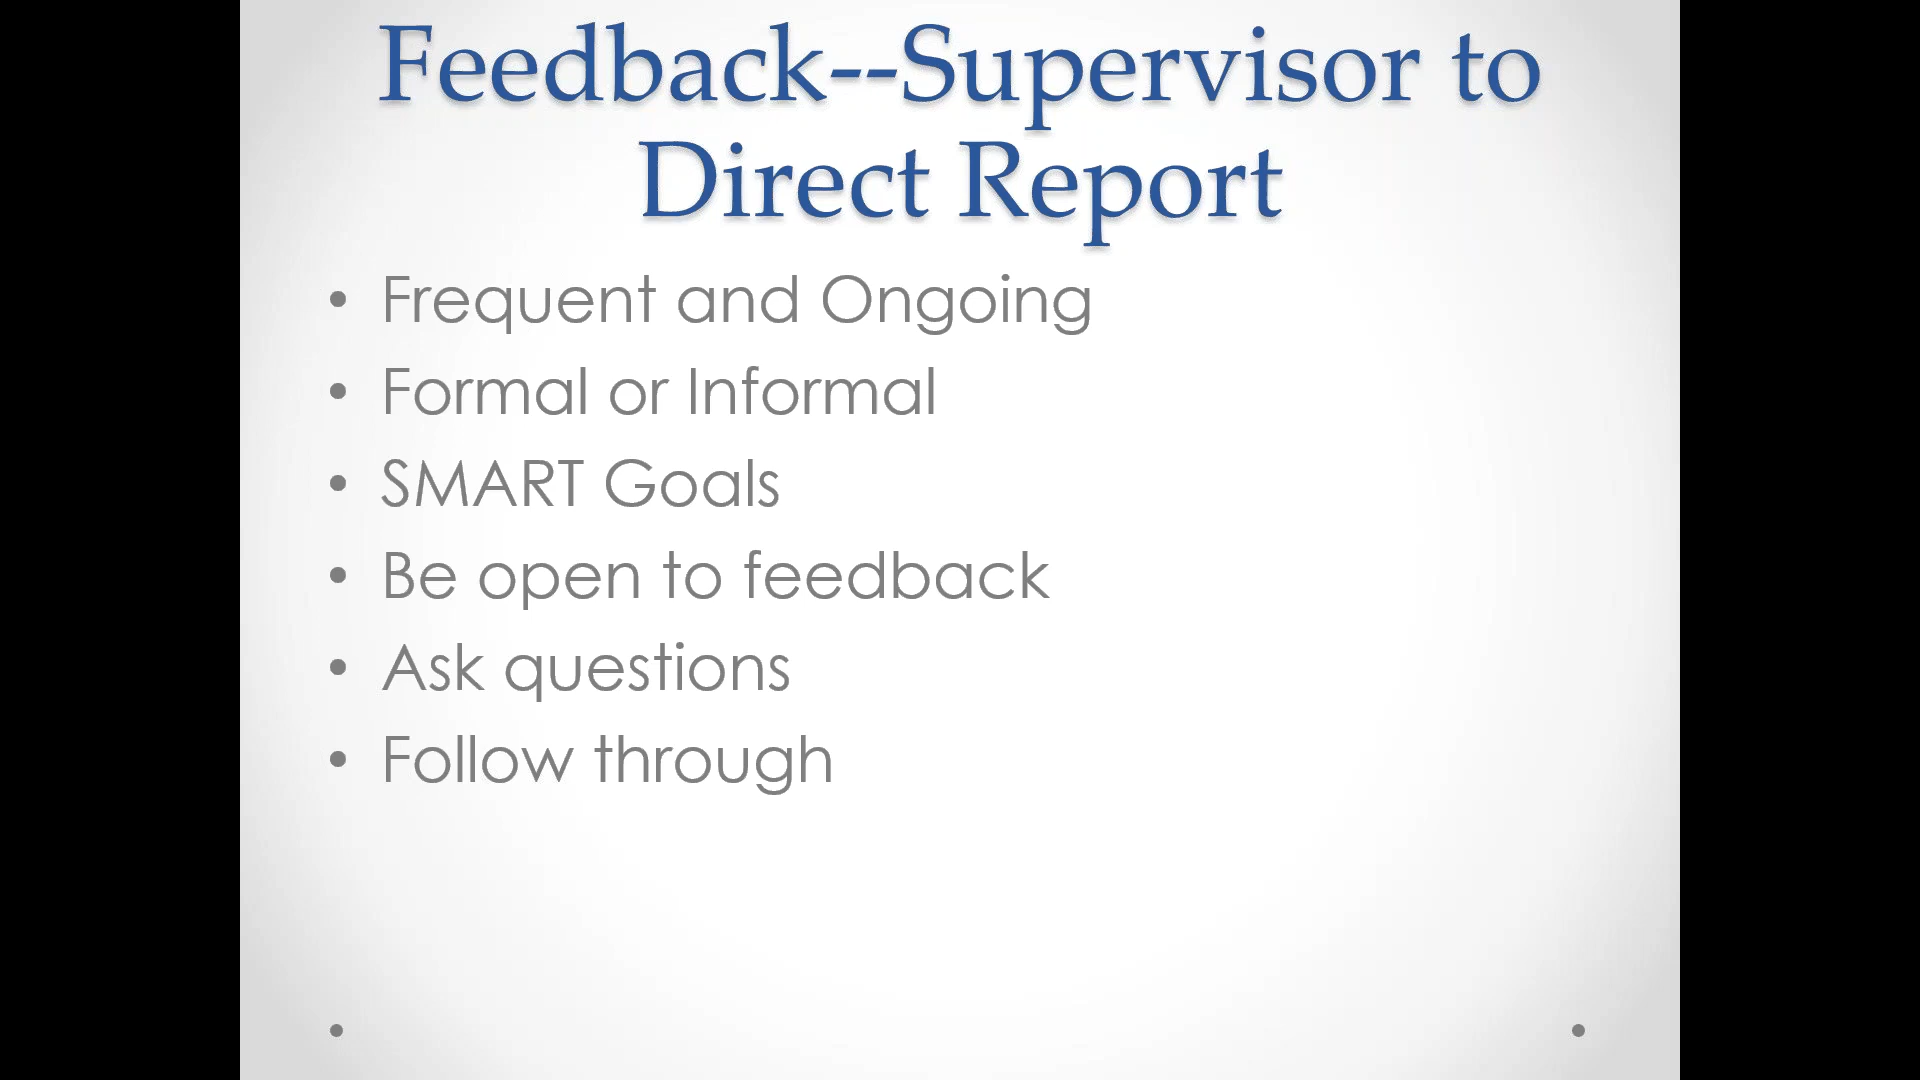 Feedback--Supervisor to
Direct Report
• Frequent and Ongoing
• Formal or Informal
• SMART Goals
• Be open to feedback
• Ask questions
• Follow through